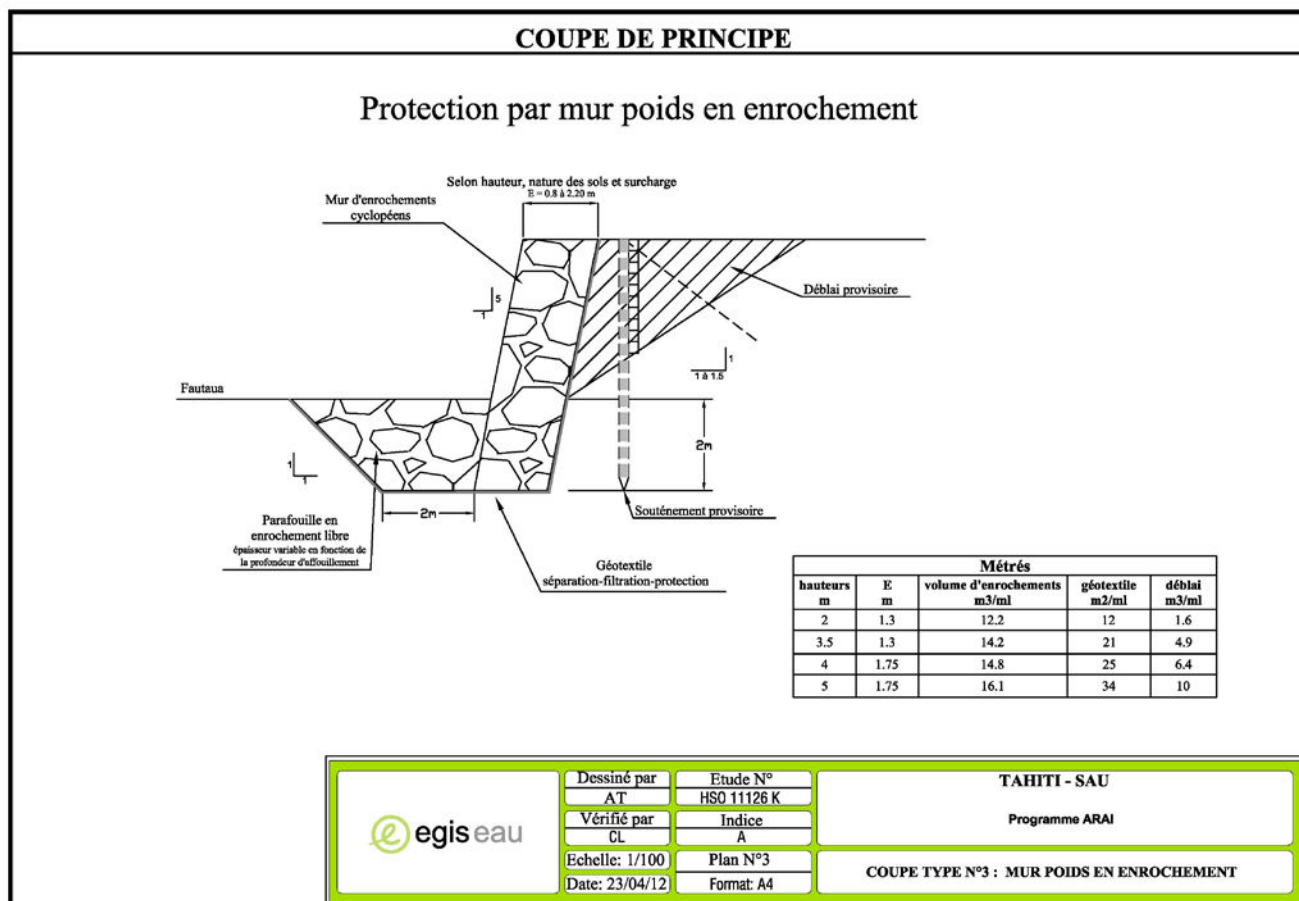 COUPE DE PRINCIPE
Protection par mur poids en enrochement
Selon hauteur, nature des sols et surcharge
E = 0.8 à 2.20 m
Mur d'enrochements
cyclopéens
5
1
Déblai provisoire
1
1 à 1.5
Fautaua
2m
1
1
2m
Souténement provisoire
Parafouille en
enrochement libre
épaisseur variable en fonction de
la profondeur d'affouillement
Géotextile
séparation-filtration-protection
Métrés
hauteurs E volume d'enrochements géotextile déblai
m m m3/ml m2/ml m3/ml
2 1.3 12.2 12 1.6
3.5 1.3 14.2 21 4.9
4 1.75 14.8 25 6.4
5 1.75 16.1 34 10
egis eau
Dessiné par
AT
Vérifié par
CL
Echelle: 1/100
Date: 23/04/12
Etude N°
HSO 11126 K
Indice
A
Plan N°3
Format: A4
TAHITI - SAU
Programme ARAI
COUPE TYPE N°3 : MUR POIDS EN ENROCHEMENT